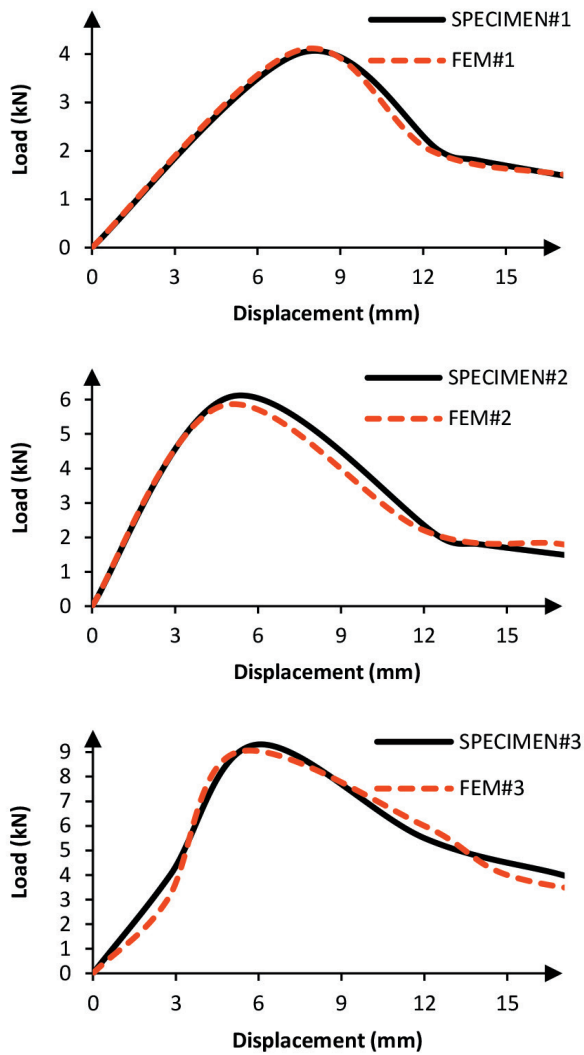 SPECIMEN#1
FEM#1
Load (kN)
4
3
2
1
0
0 3 6 9 12 15
Displacement (mm)
SPECIMEN#2
FEM#2
Load (kN)
6
5
4
3
2
1
0
0 3 6 9 12 15
Displacement (mm)
SPECIMEN#3
FEM#3
Load (kN)
9
8
7
6
5
4
3
2
1
0
0 3 6 9 12 15
Displacement (mm)